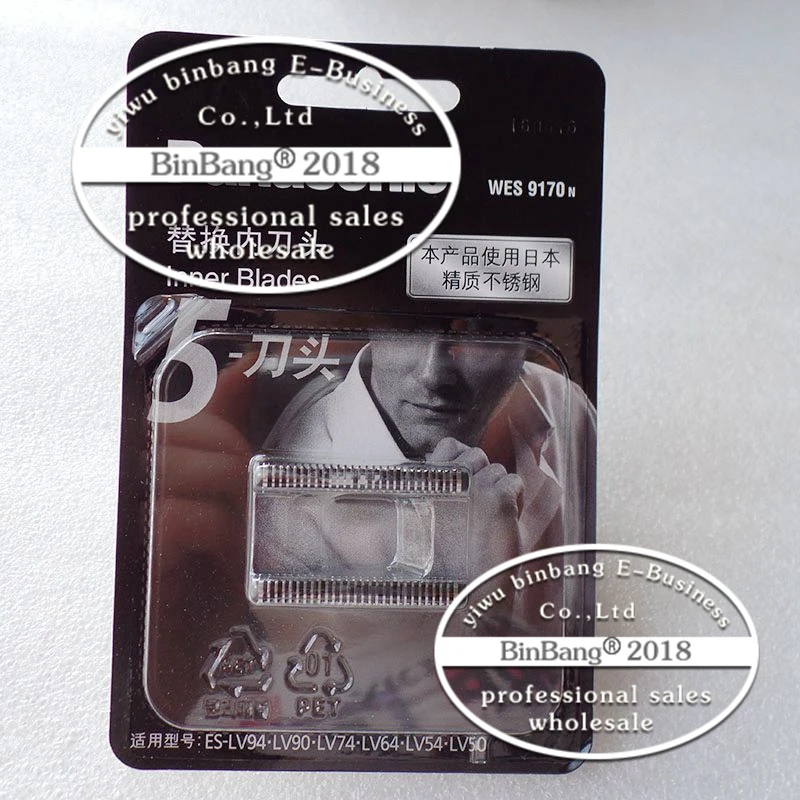 yiwu binbang E-Business
Co.,Ltd
BinBang® 2018
professional sales
wholesale
Panasonic
WES 9170 N
替换内刀头
Inner Blades
本产品使用日本
精质不锈钢
5-刀头
01
PET
适用型号: ES-LV94·LV90·LV74·LV64·LV54·LV50
yiwu binbang E-Business
Co.,Ltd
BinBang® 2018
professional sales
wholesale